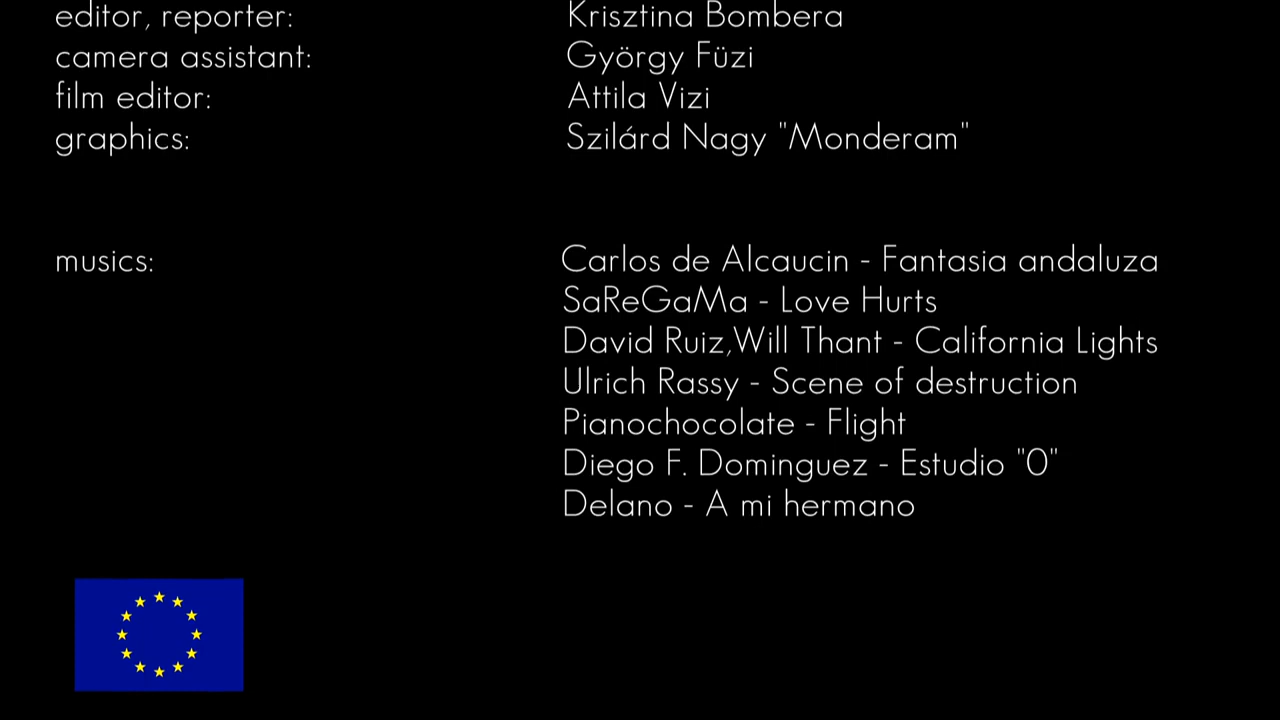 editor, reporter: Krisztina Bombera
camera assistant: György Füzi
film editor: Attila Vizi
graphics: Szilárd Nagy "Monderam"
musics: Carlos de Alcaucin - Fantasia andaluza
SaReGaMa - Love Hurts
David Ruiz,Will Thant - California Lights
Ulrich Rassy - Scene of destruction
Pianochocolate - Flight
Diego F. Dominguez - Estudio "0"
Delano - A mi hermano